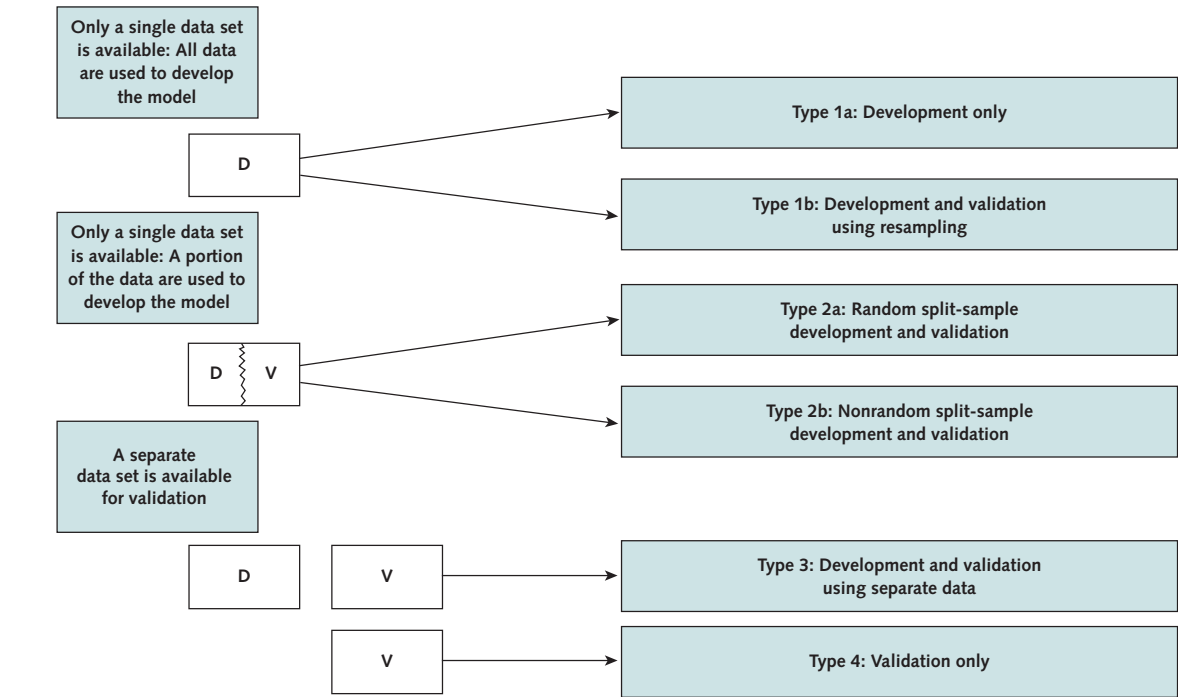 Only a single data set
is available: All data
are used to develop
the model
Type 1a: Development only
D
Type 1b: Development and validation
using resampling
Only a single data set
is available: A portion
of the data are used to
develop the model
Type 2a: Random split-sample
development and validation
D V
Type 2b: Nonrandom split-sample
development and validation
A separate
data set is available
for validation
D V
Type 3: Development and validation
using separate data
V
Type 4: Validation only